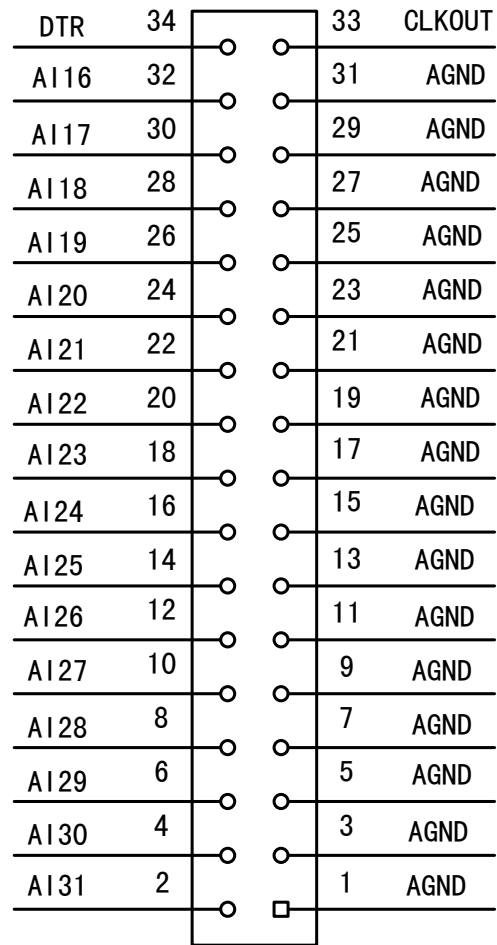 DTR 34 33 CLKOUT
AI16 32 31 AGND
AI17 30 29 AGND
AI18 28 27 AGND
AI19 26 25 AGND
AI20 24 23 AGND
AI21 22 21 AGND
AI22 20 19 AGND
AI23 18 17 AGND
AI24 16 15 AGND
AI25 14 13 AGND
AI26 12 11 AGND
AI27 10 9 AGND
AI28 8 7 AGND
AI29 6 5 AGND
AI30 4 3 AGND
AI31 2 1 AGND